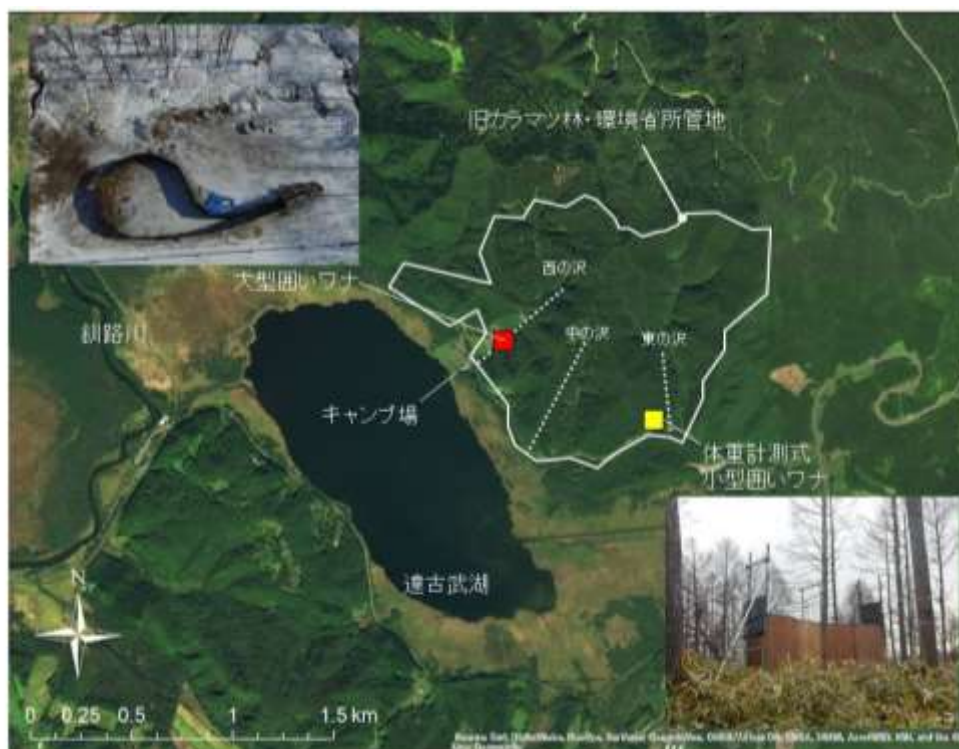 旧カラマツ林・環境省所管地
大型囲いワナ
西の沢
釧路川
中の沢
東の沢
キャンプ場
体重計測式
小型囲いワナ
達古武湖
N
0 0.25 0.5 1 1.5 km